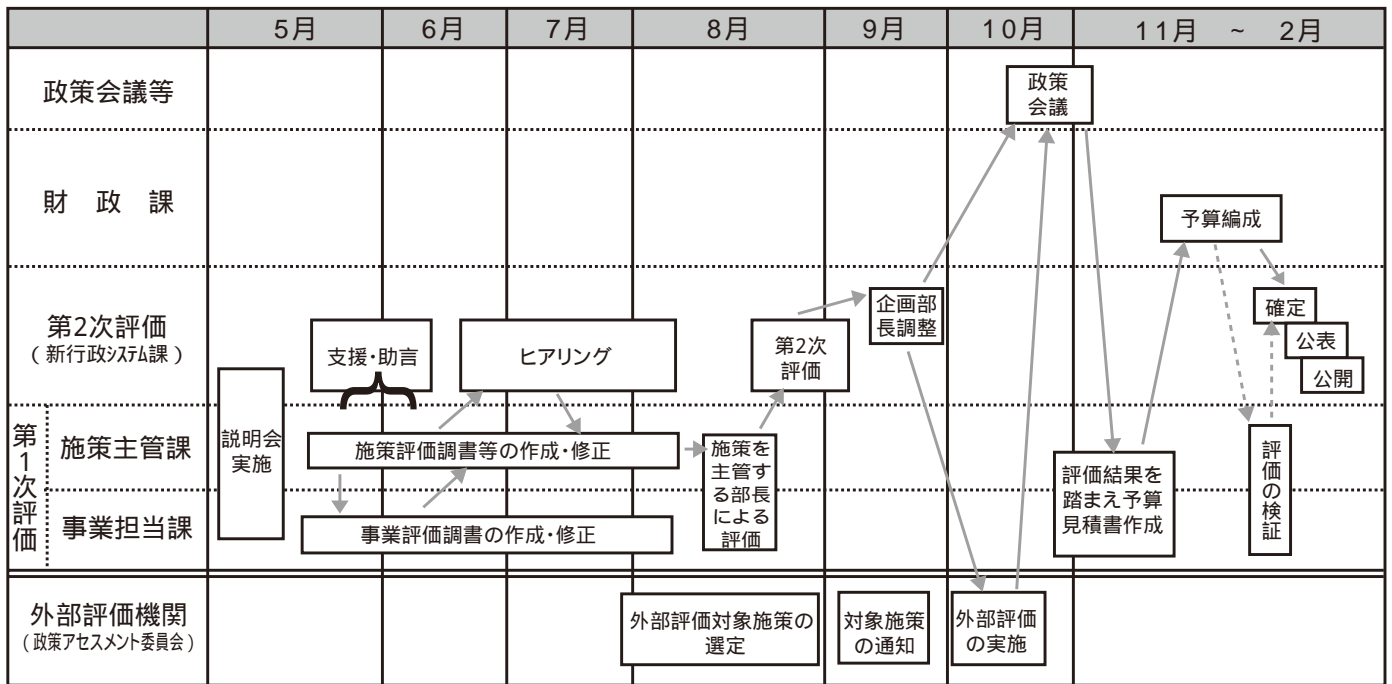 5月 6月 7月 8月 9月 10月 11月 ~ 2月
政策会議等
政策
会議
財 政 課
予算編成
第2次評価
（新行政システム課）
支援・助言
ヒアリング
第2次
評価
企画部
長調整
確定
公表
公開
第1次評価
施策主管課
事業担当課
説明会
実施
施策評価調書等の作成・修正
事業評価調書の作成・修正
施策を
主管す
る部長
による
評価
評価結果を
踏まえ予算
見積書作成
評価の検証
外部評価機関
（政策アセスメント委員会）
外部評価対象施策の
選定
対象施策
の通知
外部評価
の実施